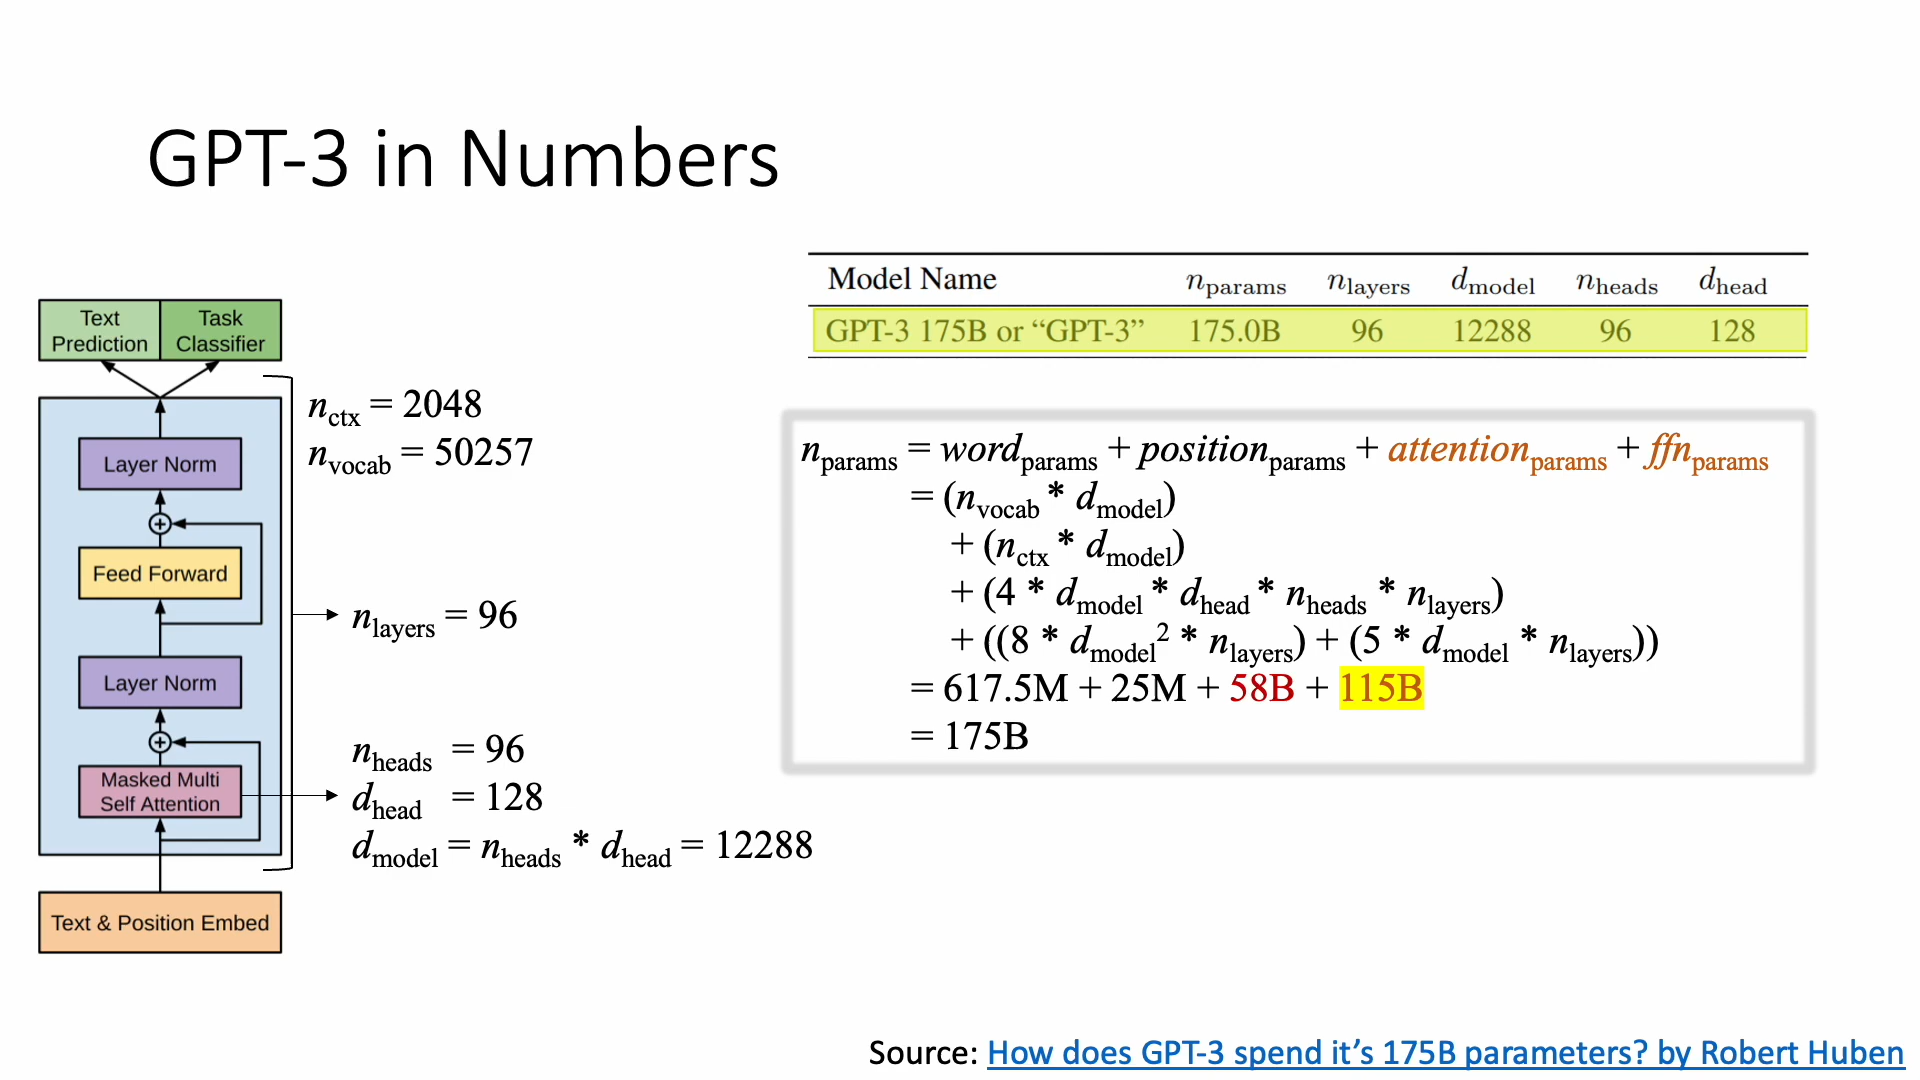 GPT-3 in Numbers
Model Name n_params n_layers d_model n_heads d_head
GPT-3 175B or “GPT-3” 175.0B 96 12288 96 128
Text Prediction
Task Classifier
Layer Norm
Feed Forward
Layer Norm
Masked Multi
Self Attention
Text & Position Embed
n_ctx = 2048
n_vocab = 50257
n_layers = 96
n_heads = 96
d_head = 128
d_model = n_heads * d_head = 12288
n_params = word_params + position_params + attention_params + ffn_params
= (n_vocab * d_model)
+ (n_ctx * d_model)
+ (4 * d_model * d_head * n_heads * n_layers)
+ ((8 * d_model² * n_layers) + (5 * d_model * n_layers))
= 617.5M + 25M + 58B + 115B
= 175B
Source: How does GPT-3 spend it’s 175B parameters? by Robert Huben